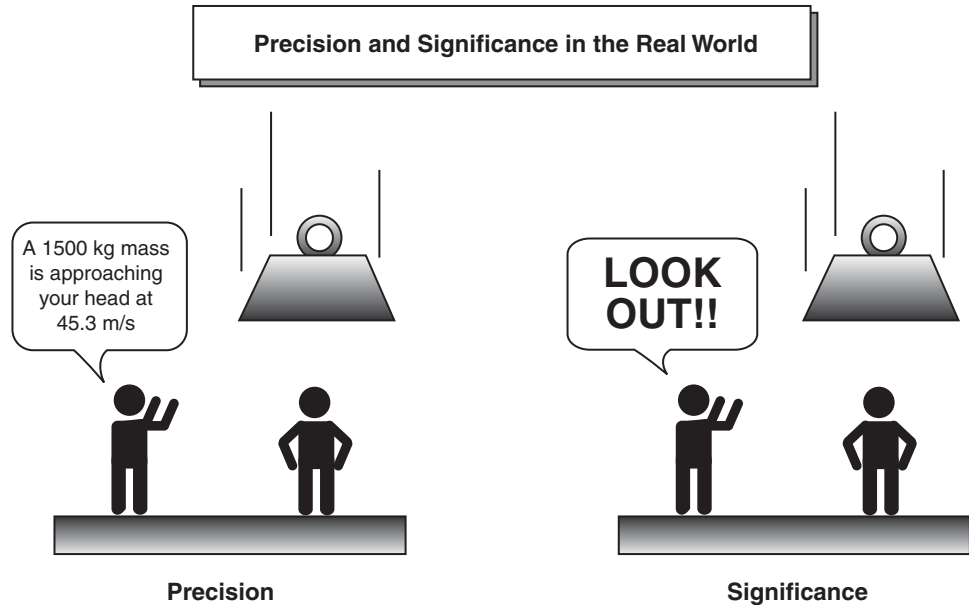 Precision and Significance in the Real World
A 1500 kg mass
is approaching
your head at
45.3 m/s
LOOK
OUT!!
Precision
Significance